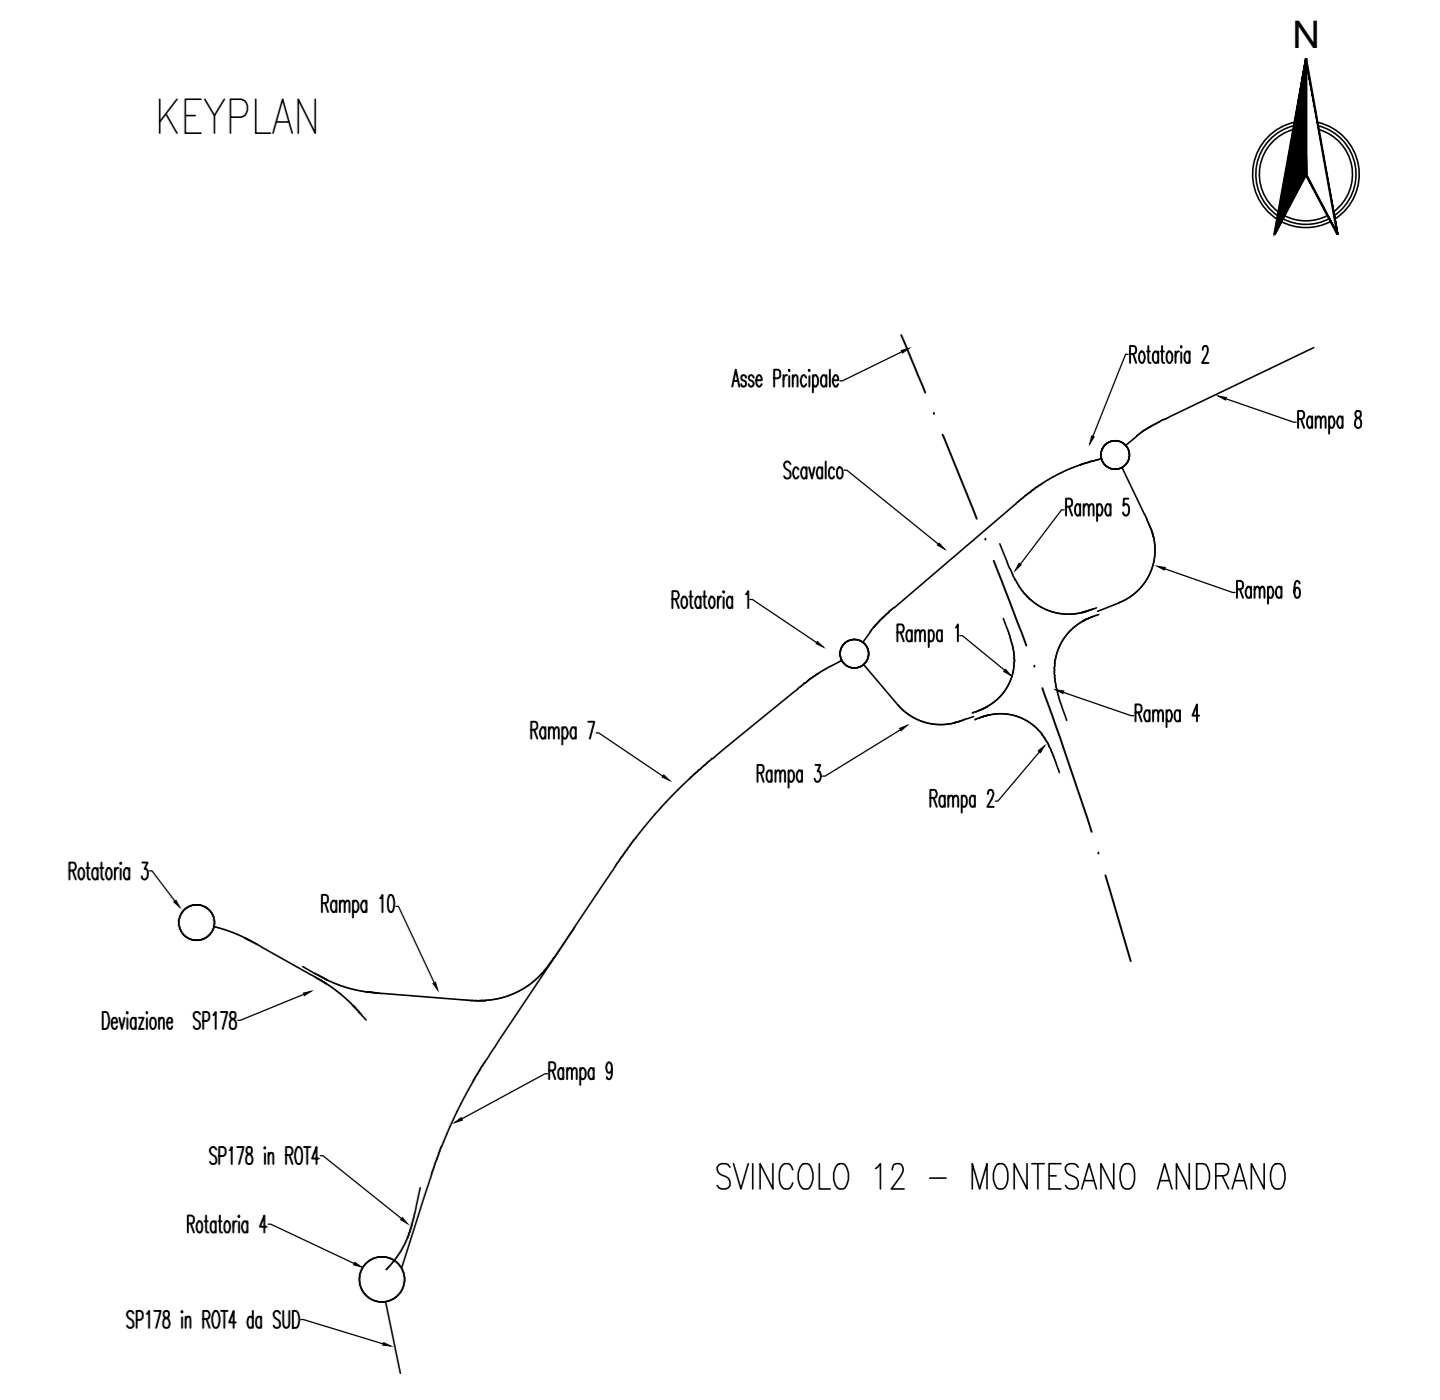 N
KEYPLAN
Rotatoria 2
Asse Principale
Rampa 8
Scavalco
Rampa 5
Rampa 6
Rotatoria 1
Rampa 1
Rampa 4
Rampa 7
Rampa 3
Rampa 2
Rotatoria 3
Rampa 10
Deviazione SP178
Rampa 9
SP178 in ROT4
SVINCOLO 12 - MONTESANO ANDRANO
Rotatoria 4
SP178 in ROT4 da SUD